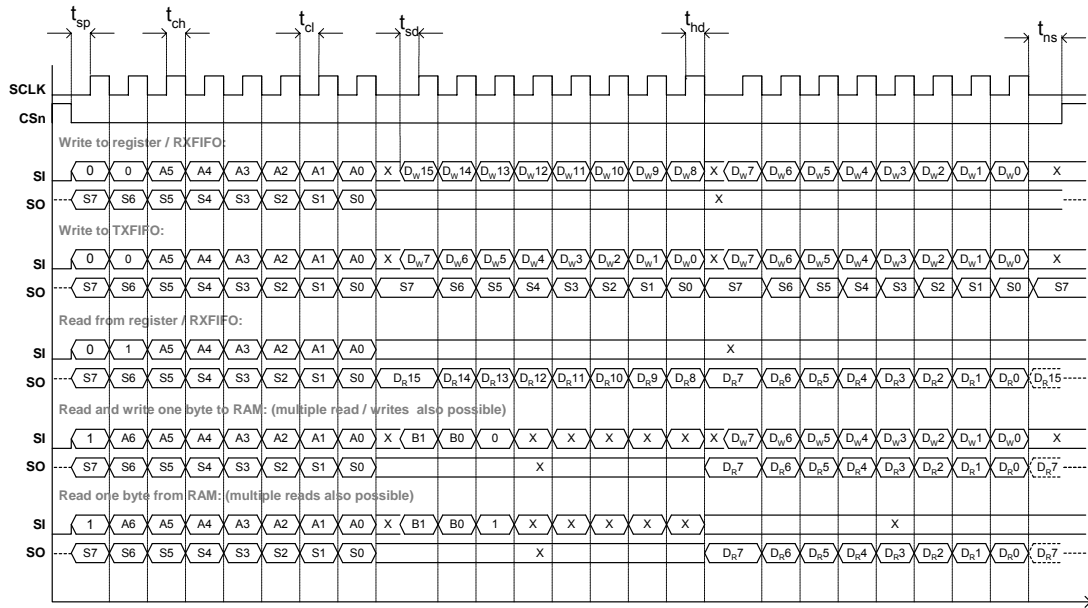 tsp tch tcl tsd thd tns
SCLK
CSn
Write to register / RXFIFO:
SI 0 0 A5 A4 A3 A2 A1 A0 X DW15 DW14 DW13 DW12 DW11 DW10 DW9 DW8 X DW7 DW6 DW5 DW4 DW3 DW2 DW1 DW0 X
SO S7 S6 S5 S4 S3 S2 S1 S0 X
Write to TXFIFO:
SI 0 0 A5 A4 A3 A2 A1 A0 X DW7 DW6 DW5 DW4 DW3 DW2 DW1 DW0 X DW7 DW6 DW5 DW4 DW3 DW2 DW1 DW0 X
SO S7 S6 S5 S4 S3 S2 S1 S0 S7 S6 S5 S4 S3 S2 S1 S0 S7 S6 S5 S4 S3 S2 S1 S0 S7
Read from register / RXFIFO:
SI 0 1 A5 A4 A3 A2 A1 A0 X
SO S7 S6 S5 S4 S3 S2 S1 S0 DR15 DR14 DR13 DR12 DR11 DR10 DR9 DR8 DR7 DR6 DR5 DR4 DR3 DR2 DR1 DR0 DR15
Read and write one byte to RAM: (multiple read / writes also possible)
SI 1 A6 A5 A4 A3 A2 A1 A0 X B1 B0 0 X X X X X X DW7 DW6 DW5 DW4 DW3 DW2 DW1 DW0 X
SO S7 S6 S5 S4 S3 S2 S1 S0 X DR7 DR6 DR5 DR4 DR3 DR2 DR1 DR0 DR7
Read one byte from RAM: (multiple reads also possible)
SI 1 A6 A5 A4 A3 A2 A1 A0 X B1 B0 1 X X X X X X
SO S7 S6 S5 S4 S3 S2 S1 S0 X DR7 DR6 DR5 DR4 DR3 DR2 DR1 DR0 DR7